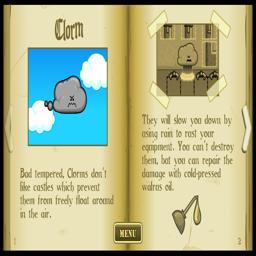 Clorm
Bad tempered, Clorms don't
like castles which prevent
them from freely float around
in the air.
1
They will slow you down by
using rain to rust your
equipment. You can't destroy
them, but you can repair the
damage with cold-pressed
walrus oil.
2
MENU